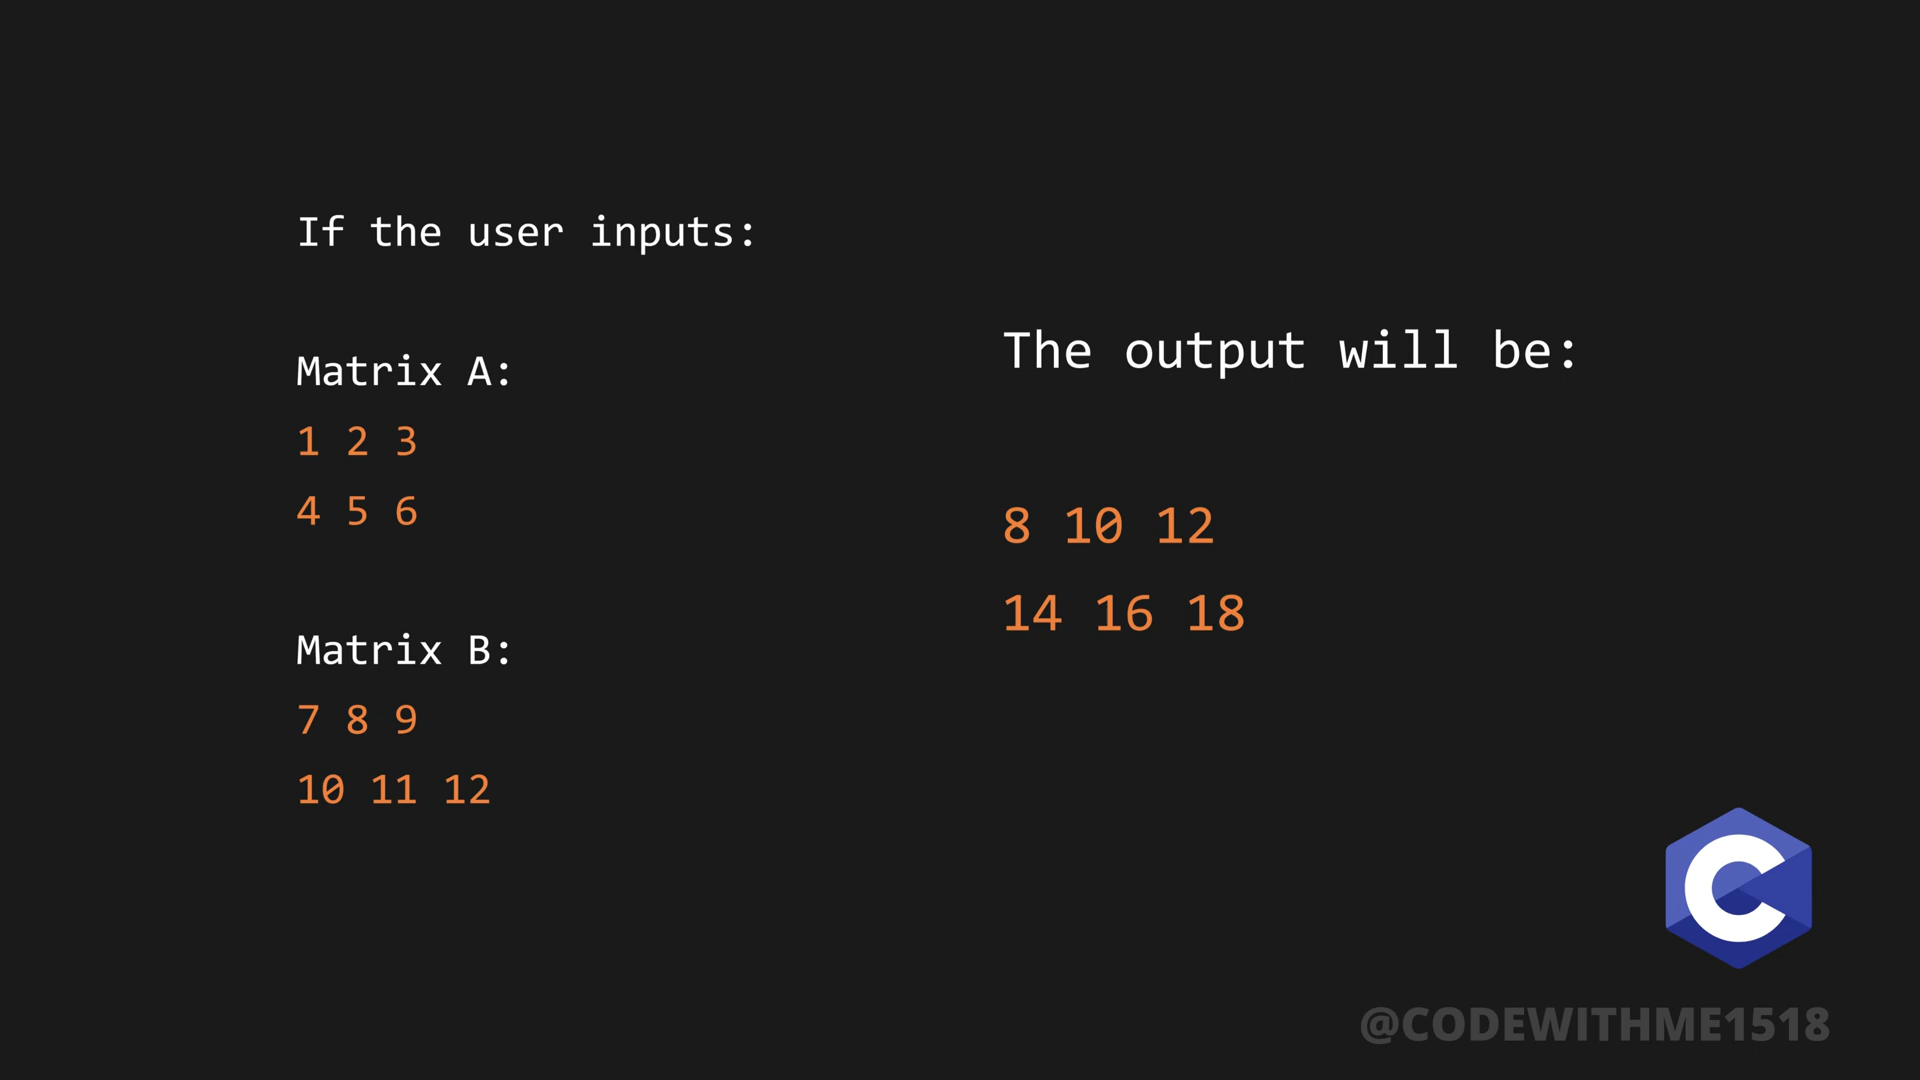 If the user inputs:
Matrix A:
1 2 3
4 5 6
Matrix B:
7 8 9
10 11 12
The output will be:
8 10 12
14 16 18
C
@CODEWITHME1518